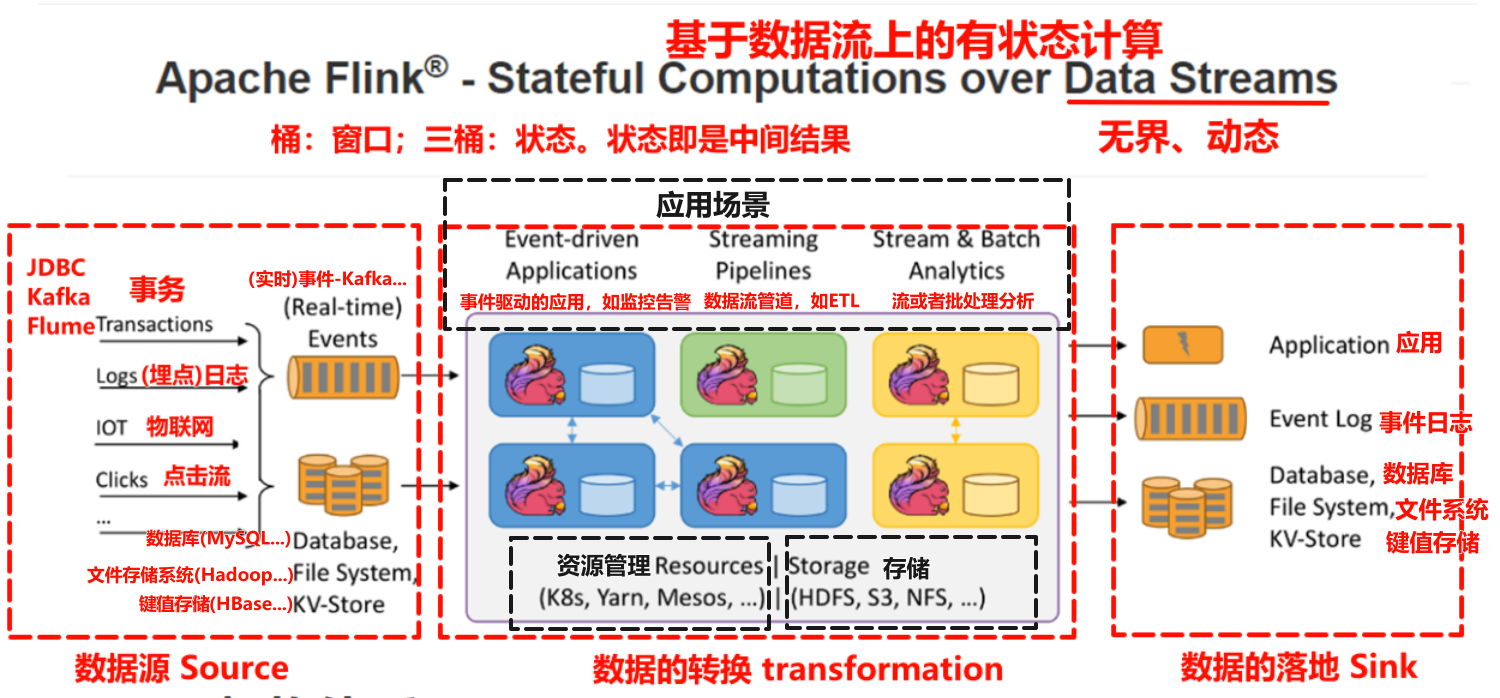 基于数据流上的有状态计算
Apache Flink® - Stateful Computations over Data Streams
桶：窗口；三桶：状态。状态即是中间结果
无界、动态
JDBC
Kafka
Flume
事务
Transactions
Logs (埋点)日志
IOT 物联网
Clicks 点击流
...
(实时)事件-Kafka...
(Real-time)
Events
数据库(MySQL...) Database,
文件存储系统(Hadoop...) File System,
键值存储(HBase...) KV-Store
数据源 Source
应用场景
Event-driven
Applications
事件驱动的应用，如监控告警
Streaming
Pipelines
数据流管道，如ETL
Stream & Batch
Analytics
流或者批处理分析
资源管理 Resources | Storage 存储
(K8s, Yarn, Mesos, ...) | (HDFS, S3, NFS, ...)
数据的转换 transformation
Application 应用
Event Log 事件日志
Database, 数据库
File System, 文件系统
KV-Store 键值存储
数据的落地 Sink